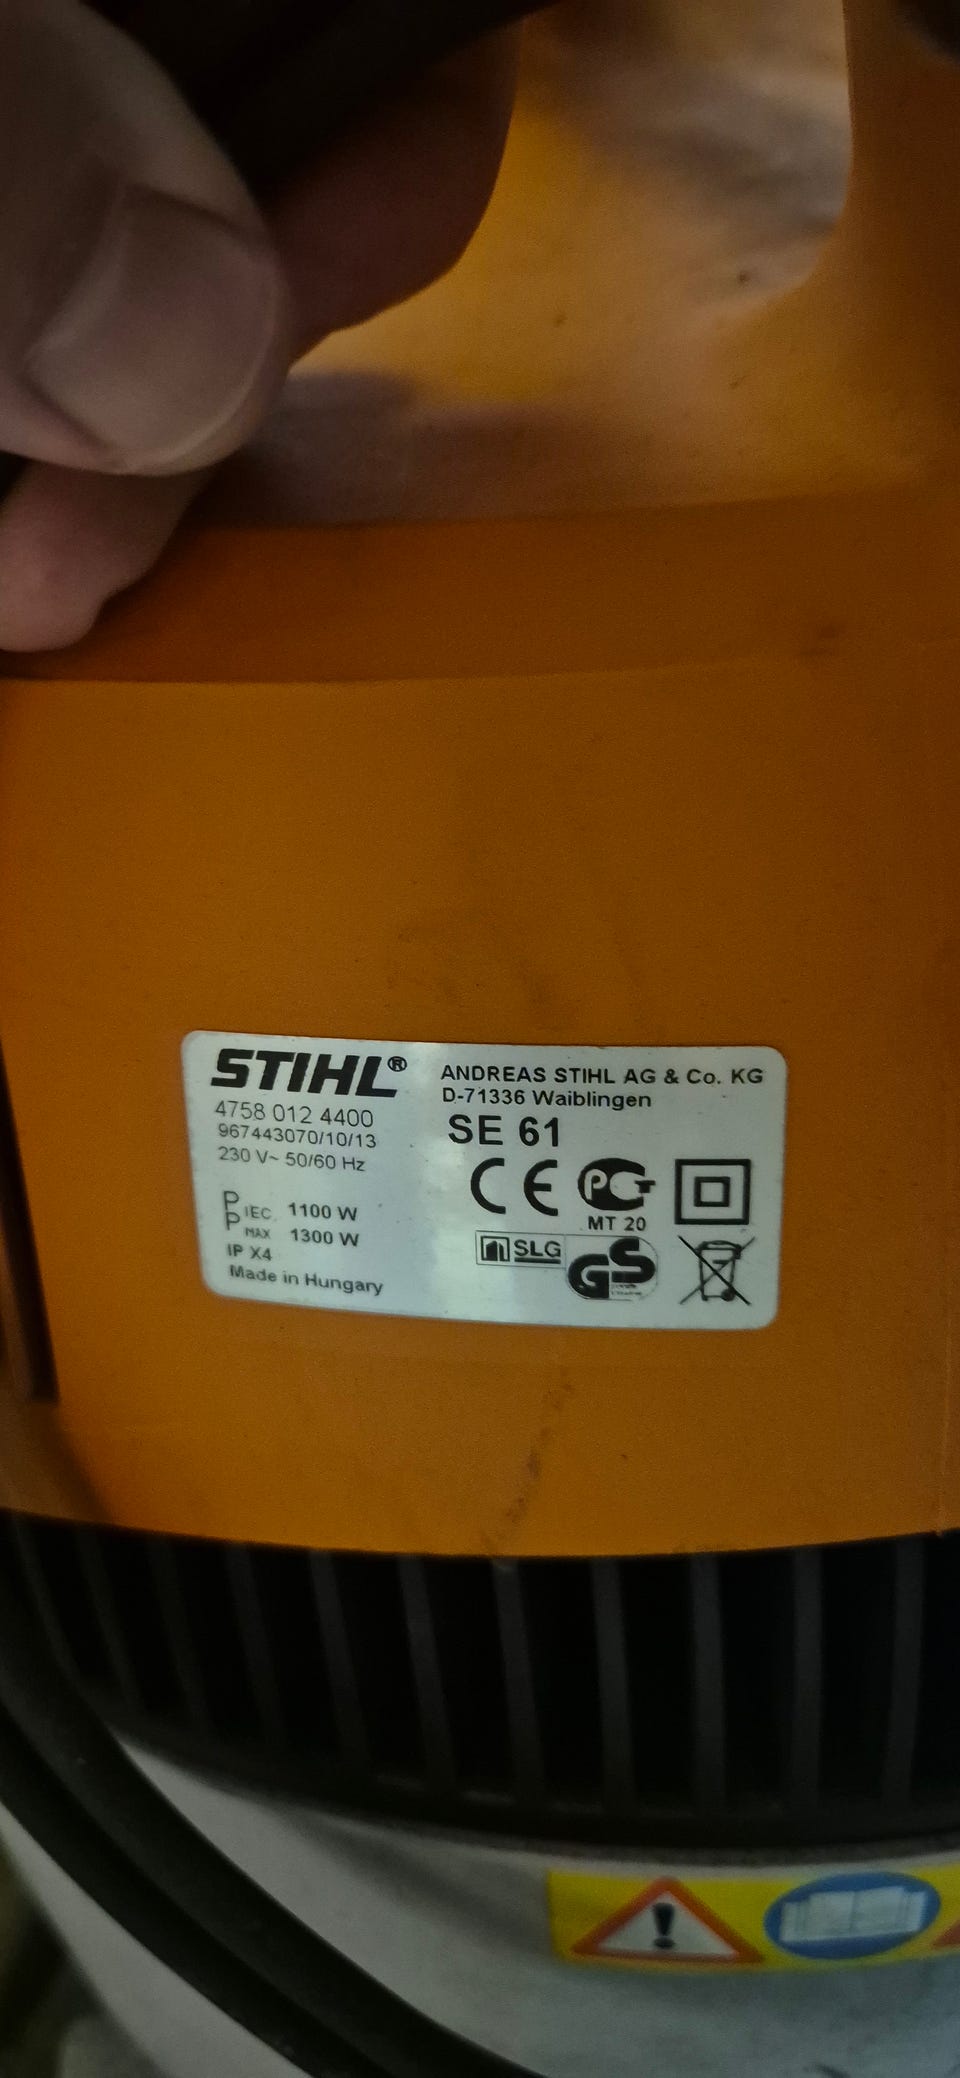 STIHL®
4758 012 4400
967443070/10/13
230 V~ 50/60 Hz
P IEC 1100 W
P MAX 1300 W
IP X4
Made in Hungary
ANDREAS STIHL AG & Co. KG
D-71336 Waiblingen
SE 61
CE PCT
MT 20
SLG
GS